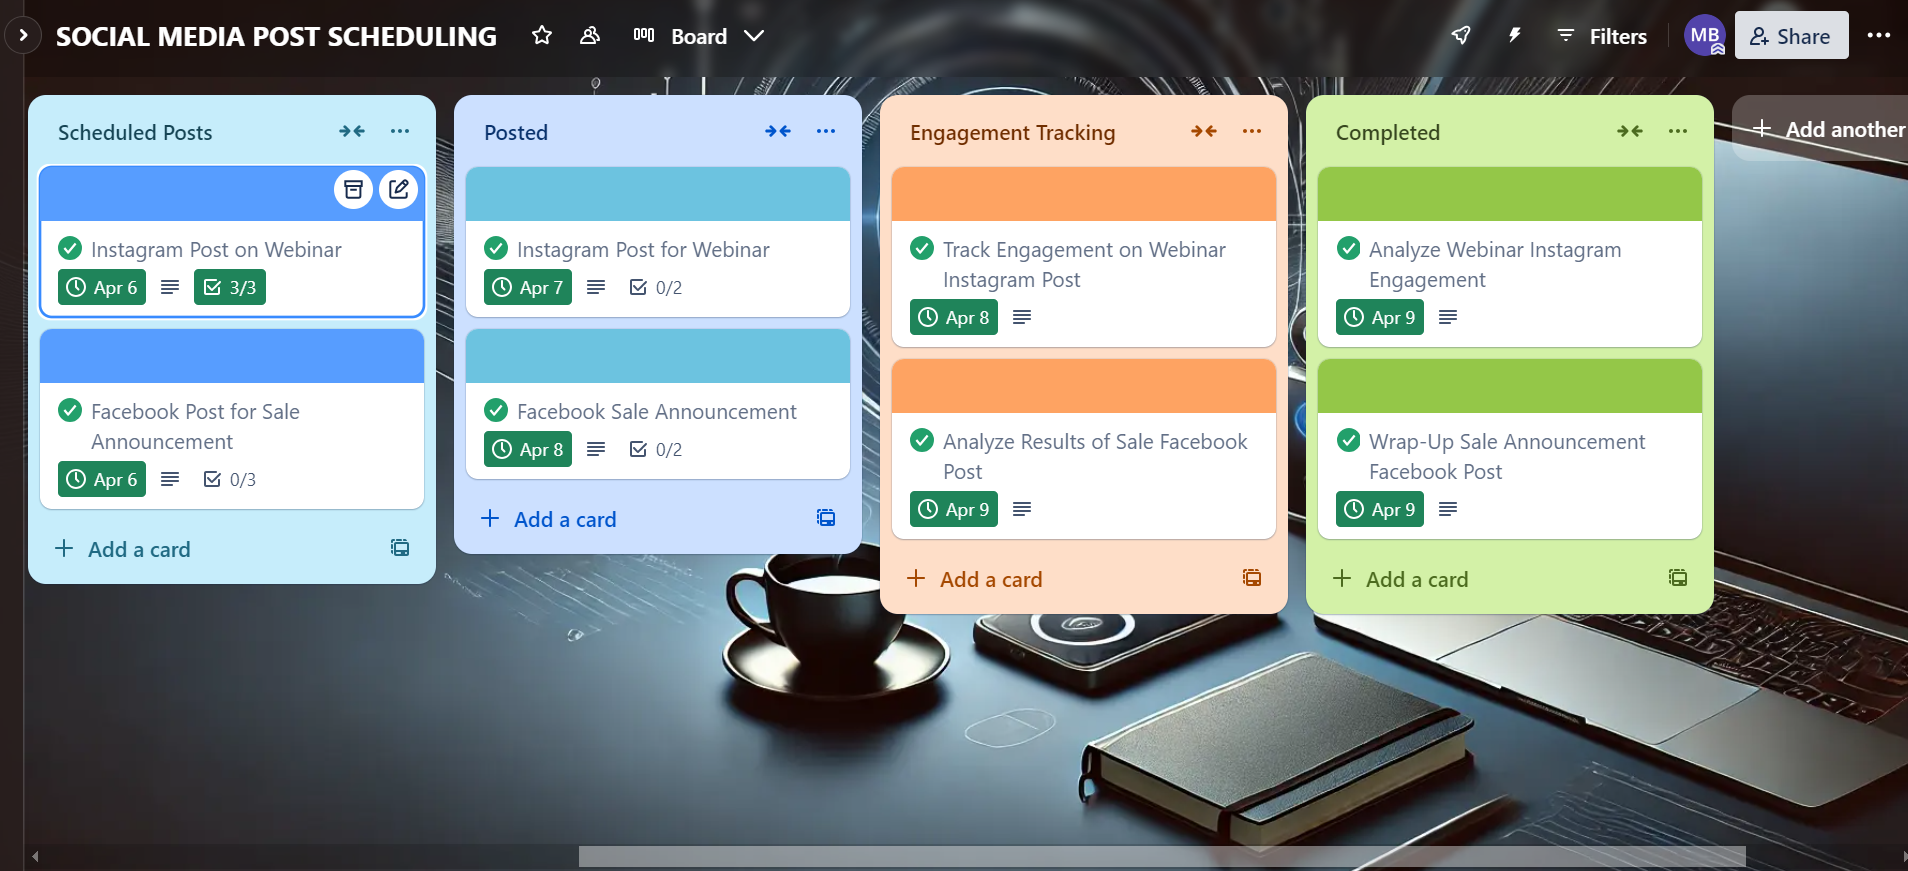 SOCIAL MEDIA POST SCHEDULING
Board
Filters
MB
Share
Scheduled Posts
Instagram Post on Webinar
Apr 6
3/3
Facebook Post for Sale
Announcement
Apr 6
0/3
Add a card
Posted
Instagram Post for Webinar
Apr 7
0/2
Facebook Sale Announcement
Apr 8
0/2
Add a card
Engagement Tracking
Track Engagement on Webinar
Instagram Post
Apr 8
Analyze Results of Sale Facebook
Post
Apr 9
Add a card
Completed
Analyze Webinar Instagram
Engagement
Apr 9
Wrap-Up Sale Announcement
Facebook Post
Apr 9
Add a card
Add another